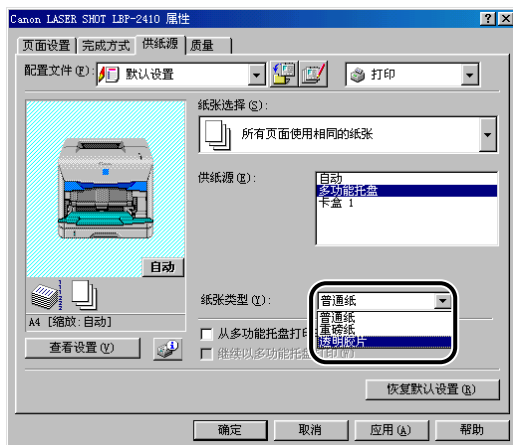 Canon LASER SHOT LBP-2410 属性
页面设置 完成方式 供纸源 质量
配置文件(F): 默认设置 打印
纸张选择(S):
所有页面使用相同的纸张
供纸源(E):
自动
多功能托盘
卡盒 1
自动
A4 [缩放:自动]
纸张类型(Y): 普通纸
普通纸
重磅纸
透明胶片
从多功能托盘打印
继续以多功能托盘打印(W)
查看设置(V)
恢复默认设置(R)
确定 取消 应用(A) 帮助